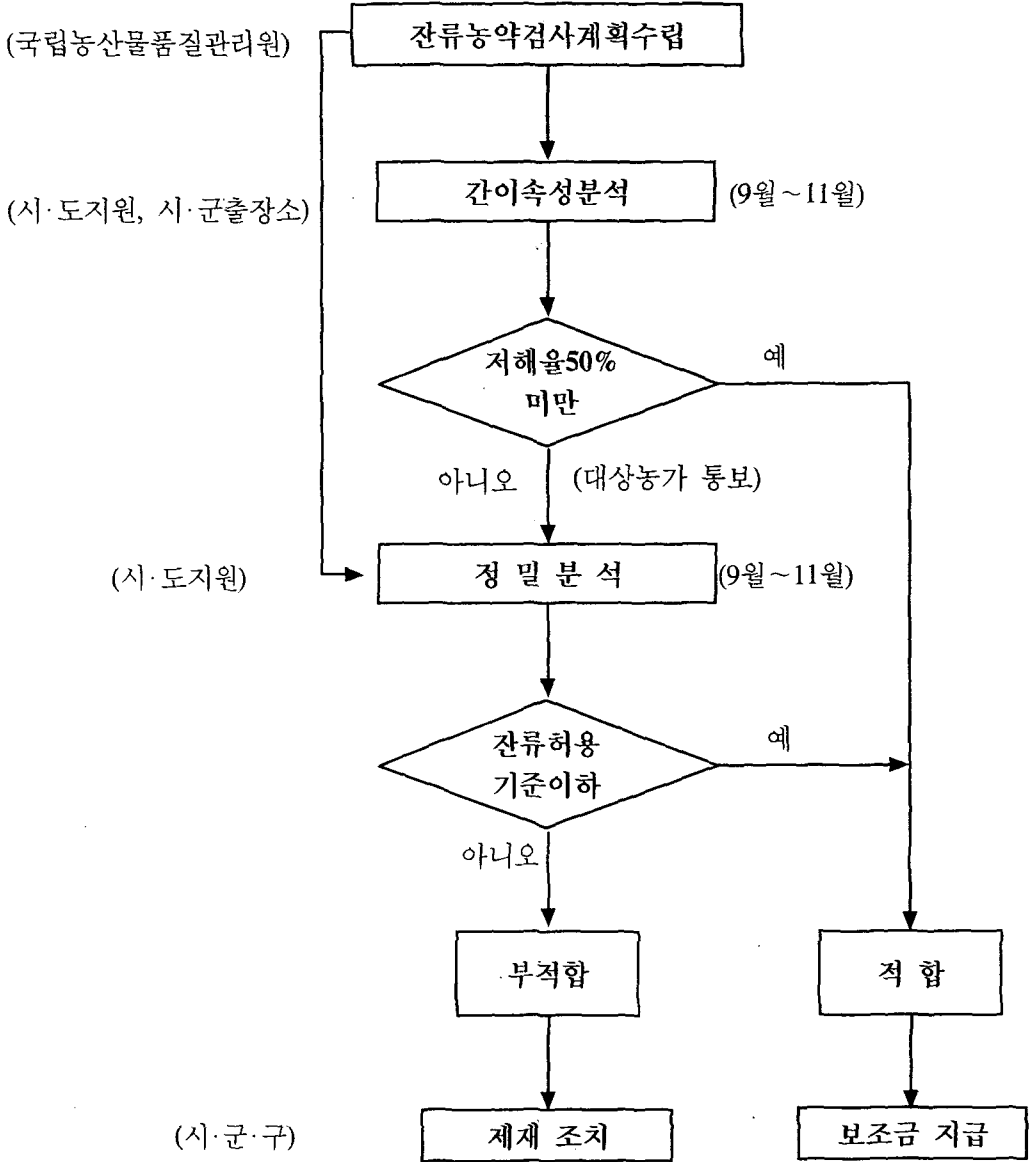 (국립농산물품질관리원) 잔류농약검사계획수립
간이속성분석 (9월~11월)
(시·도지원, 시·군출장소)
저해율50%
미만
예
아니오 (대상농가 통보)
(시·도지원) 정 밀 분 석 (9월~11월)
잔류허용
기준이하
예
아니오
부적합 적 합
(시·군·구) 제재 조치 보조금 지급